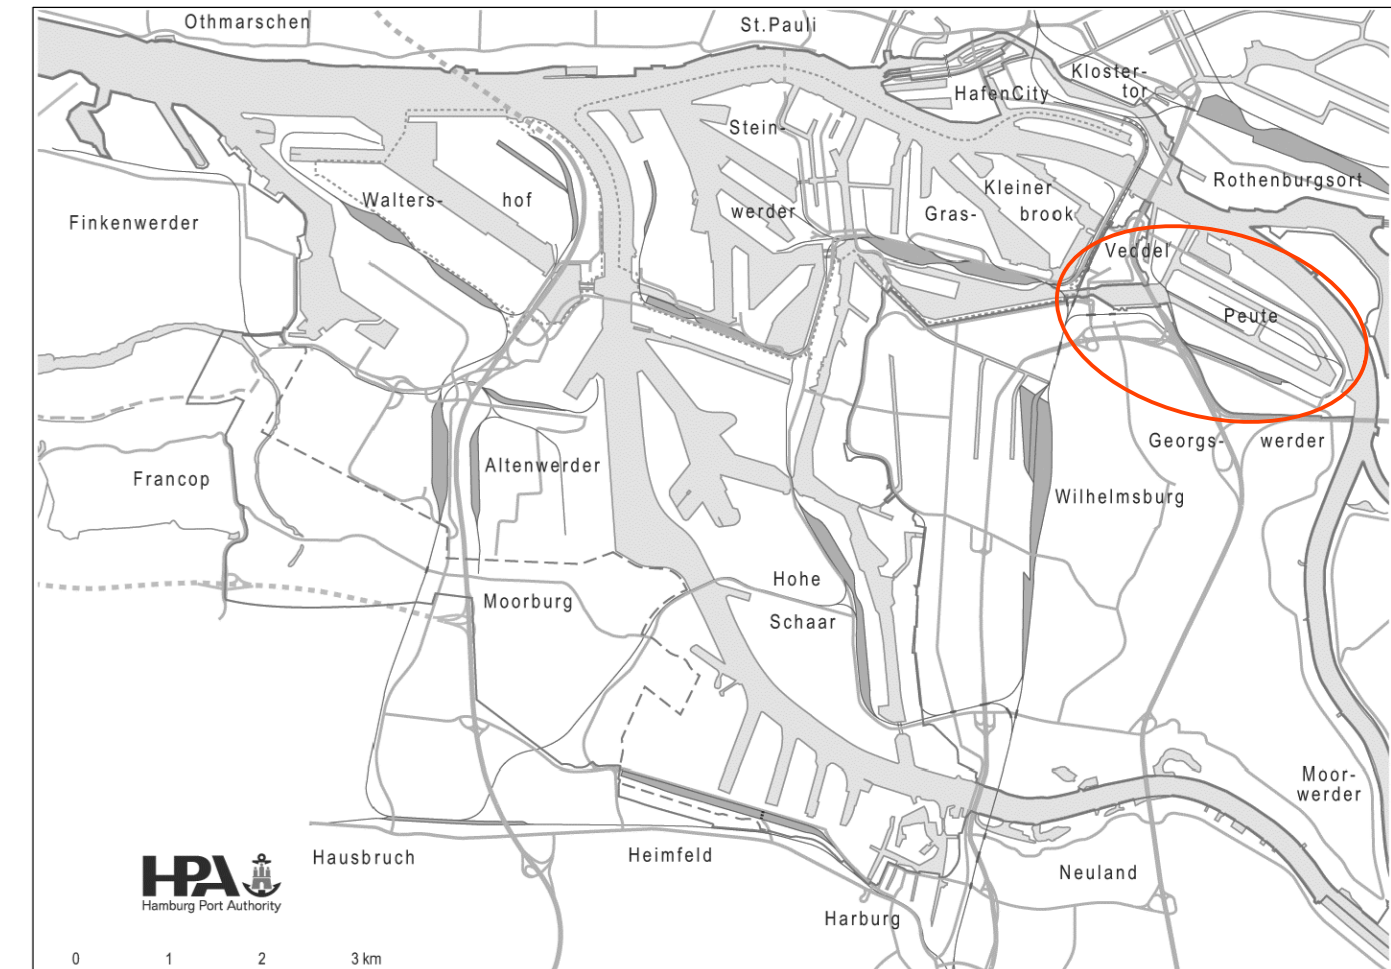 Othmarschen
St.Pauli
Kloster-
tor
HafenCity
Stein-
werder
Rothenburgsort
Kleiner
Gras-
brook
Walters-
hof
Finkenwerder
Veddel
Peute
Georgs-
werder
Altenwerder
Francop
Wilhelmsburg
Hohe
Schaar
Moorburg
Moor-
werder
Hausbruch
Heimfeld
Neuland
Harburg
HPA
Hamburg Port Authority
0 1 2 3 km